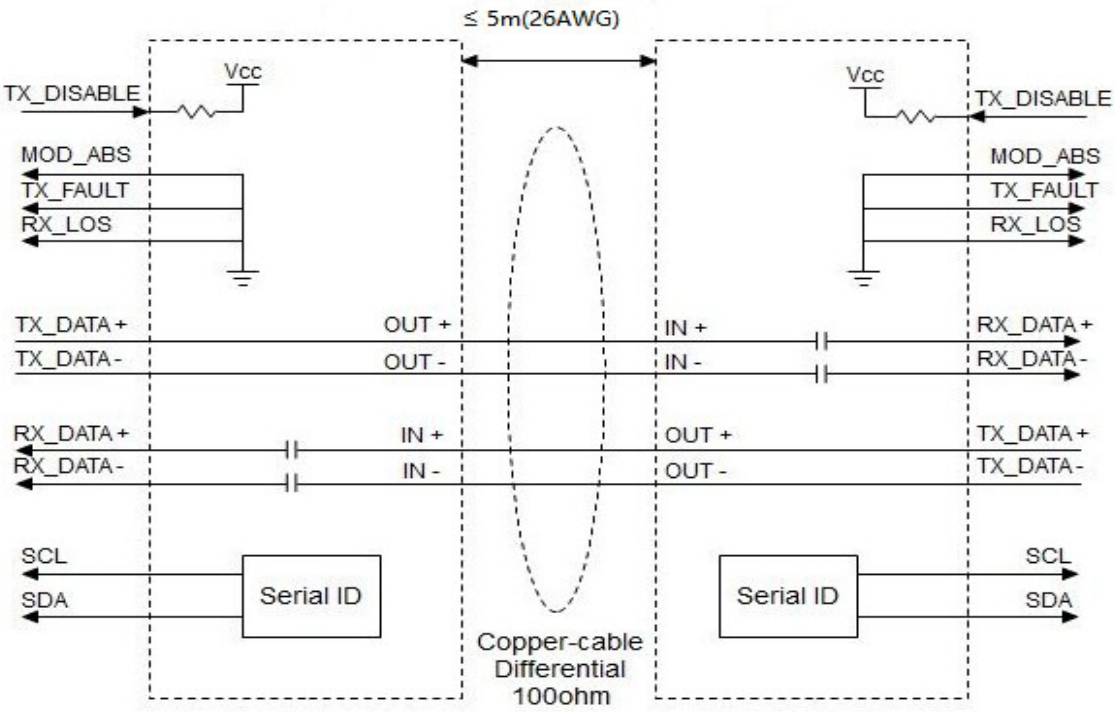 ≤ 5m(26AWG)
Vcc
Vcc
TX_DISABLE
TX_DISABLE
MOD_ABS
MOD_ABS
TX_FAULT
TX_FAULT
RX_LOS
RX_LOS
TX_DATA+
OUT +
IN +
RX_DATA+
TX_DATA-
OUT -
IN -
RX_DATA-
RX_DATA+
IN +
OUT +
TX_DATA+
RX_DATA-
IN -
OUT -
TX_DATA-
SCL
SCL
Serial ID
Serial ID
SDA
SDA
Copper-cable
Differential
100ohm